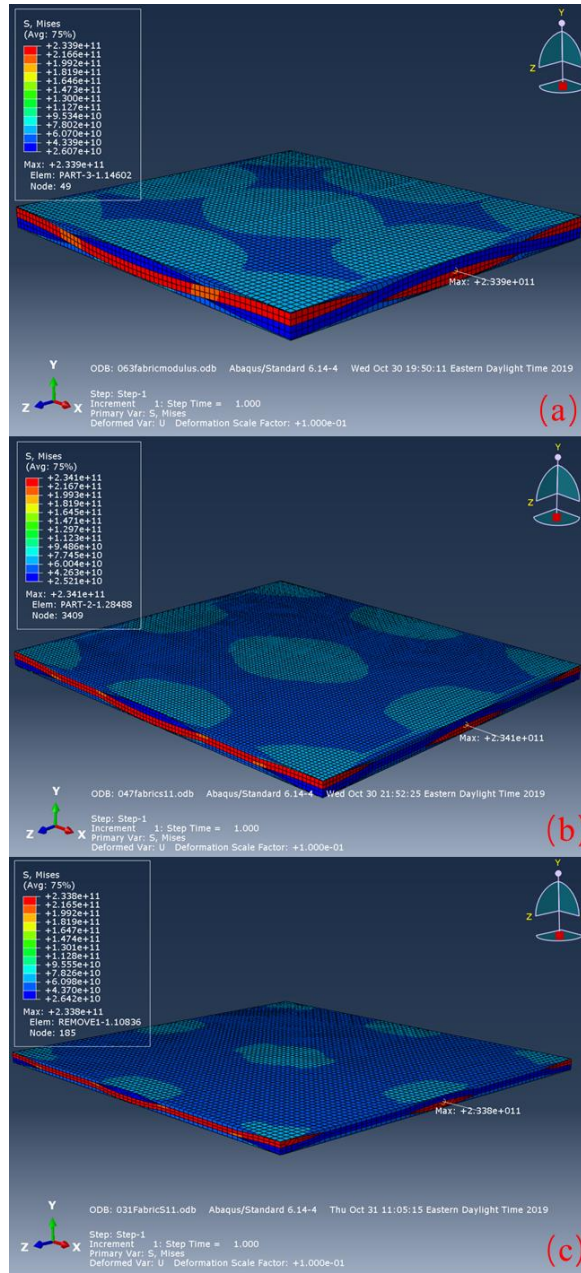 S, Mises
(Avg: 75%)
+2.339e+11
+2.166e+11
+1.992e+11
+1.819e+11
+1.646e+11
+1.473e+11
+1.300e+11
+1.127e+11
+9.534e+10
+7.802e+10
+6.070e+10
+4.339e+10
+2.607e+10
Max: +2.339e+11
Elem: PART-3-1.14602
Node: 49
Y
Z
Max: +2.339e+011
Y
Z
X
ODB: 063fabricmodulus.odb Abaqus/Standard 6.14-4 Wed Oct 30 19:50:11 Eastern Daylight Time 2019
Step: Step-1
Increment 1: Step Time = 1.000
Primary Var: S, Mises
Deformed Var: U Deformation Scale Factor: +1.000e-01
(a)
S, Mises
(Avg: 75%)
+2.341e+11
+2.167e+11
+1.993e+11
+1.819e+11
+1.645e+11
+1.471e+11
+1.297e+11
+1.123e+11
+9.486e+10
+7.745e+10
+6.004e+10
+4.263e+10
+2.521e+10
Max: +2.341e+11
Elem: PART-2-1.28488
Node: 3409
Y
Z
Max: +2.341e+011
Y
Z
X
ODB: 047fabrics11.odb Abaqus/Standard 6.14-4 Wed Oct 30 21:52:25 Eastern Daylight Time 2019
Step: Step-1
Increment 1: Step Time = 1.000
Primary Var: S, Mises
Deformed Var: U Deformation Scale Factor: +1.000e-01
(b)
S, Mises
(Avg: 75%)
+2.338e+11
+2.165e+11
+1.992e+11
+1.819e+11
+1.647e+11
+1.474e+11
+1.301e+11
+1.128e+11
+9.555e+10
+7.826e+10
+6.098e+10
+4.370e+10
+2.642e+10
Max: +2.338e+11
Elem: REMOVE1-1.10836
Node: 185
Y
Z
Max: +2.338e+011
Y
Z
X
ODB: 031FabricS11.odb Abaqus/Standard 6.14-4 Thu Oct 31 11:05:15 Eastern Daylight Time 2019
Step: Step-1
Increment 1: Step Time = 1.000
Primary Var: S, Mises
Deformed Var: U Deformation Scale Factor: +1.000e-01
(c)